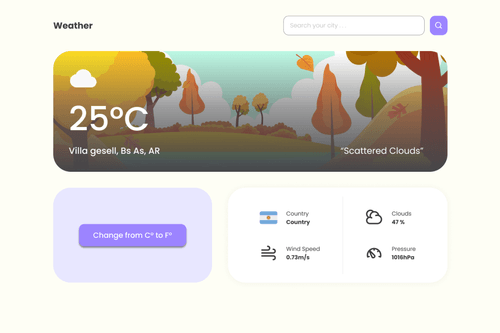 Weather
Search your city . . .
25°C
Villa gesell, Bs As, AR
“Scattered Clouds”
Change from C° to F°
Country
Country
Clouds
47 %
Wind Speed
0.73m/s
Pressure
1016hPa